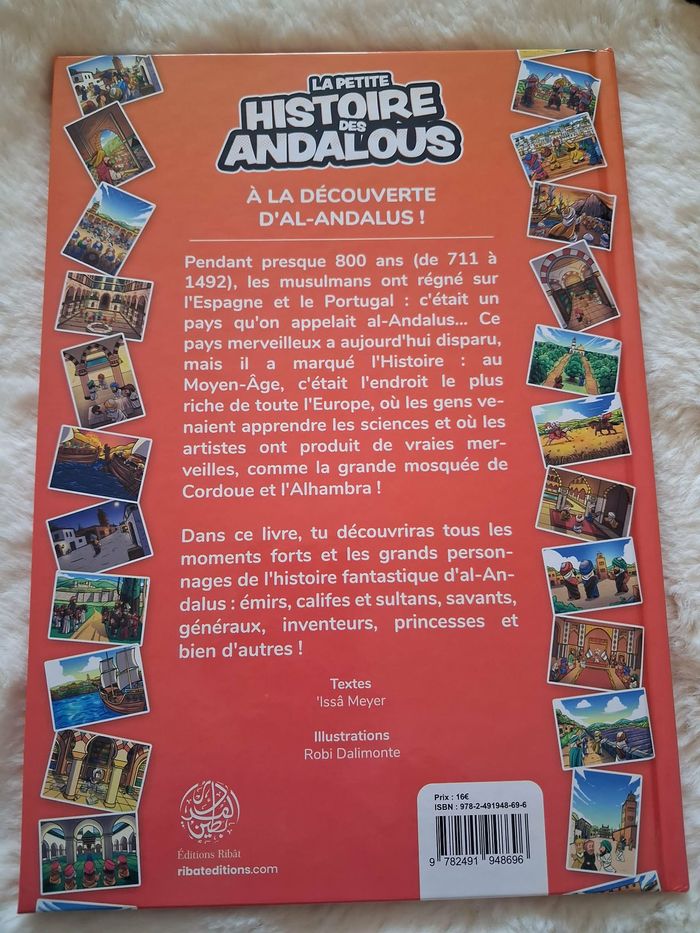 LA PETITE
HISTOIRE
DES
ANDALOUS
À LA DÉCOUVERTE
D'AL-ANDALUS !
Pendant presque 800 ans (de 711 à
1492), les musulmans ont régné sur
l'Espagne et le Portugal : c'était un
pays qu'on appelait al-Andalus... Ce
pays merveilleux a aujourd'hui disparu,
mais il a marqué l'Histoire : au
Moyen-Âge, c'était l'endroit le plus
riche de toute l'Europe, où les gens ve-
naient apprendre les sciences et où les
artistes ont produit de vraies mer-
veilles, comme la grande mosquée de
Cordoue et l'Alhambra !
Dans ce livre, tu découvriras tous les
moments forts et les grands person-
nages de l'histoire fantastique d'al-An-
dalus : émirs, califes et sultans, savants,
généraux, inventeurs, princesses et
bien d'autres !
Textes
'Issâ Meyer
Illustrations
Robi Dalimonte
Éditions Ribât
ribateditions.com
Prix : 16€
ISBN : 978-2-491948-69-6
9 782491 948696